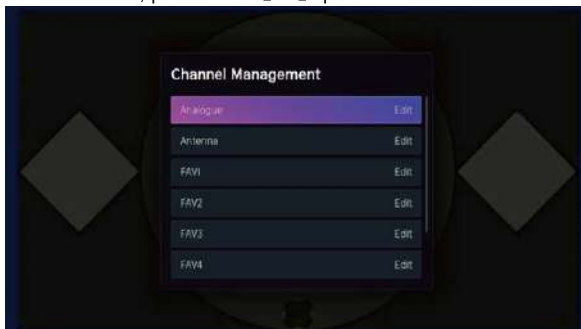 Channel Management
Analogue Edit
Antenna Edit
FAV1 Edit
FAV2 Edit
FAV3 Edit
FAV4 Edit